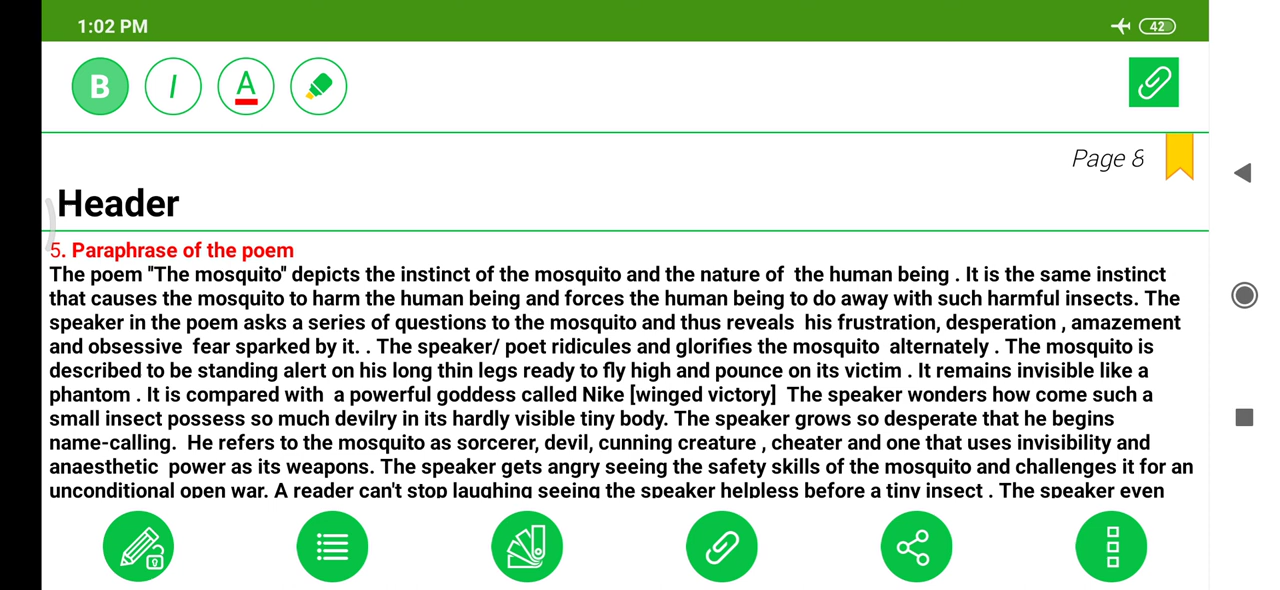 1:02 PM
42
B I A
Page 8
Header
5. Paraphrase of the poem
The poem "The mosquito" depicts the instinct of the mosquito and the nature of  the human being . It is the same instinct
that causes the mosquito to harm the human being and forces the human being to do away with such harmful insects. The
speaker in the poem asks a series of questions to the mosquito and thus reveals  his frustration, desperation , amazement
and obsessive  fear sparked by it. . The speaker/ poet ridicules and glorifies the mosquito  alternately . The mosquito is
described to be standing alert on his long thin legs ready to fly high and pounce on its victim . It remains invisible like a
phantom . It is compared with  a powerful goddess called Nike [winged victory]  The speaker wonders how come such a
small insect possess so much devilry in its hardly visible tiny body. The speaker grows so desperate that he begins
name-calling.  He refers to the mosquito as sorcerer, devil, cunning creature , cheater and one that uses invisibility and
anaesthetic  power as its weapons. The speaker gets angry seeing the safety skills of the mosquito and challenges it for an
unconditional open war. A reader can't stop laughing seeing the speaker helpless before a tiny insect . The speaker even